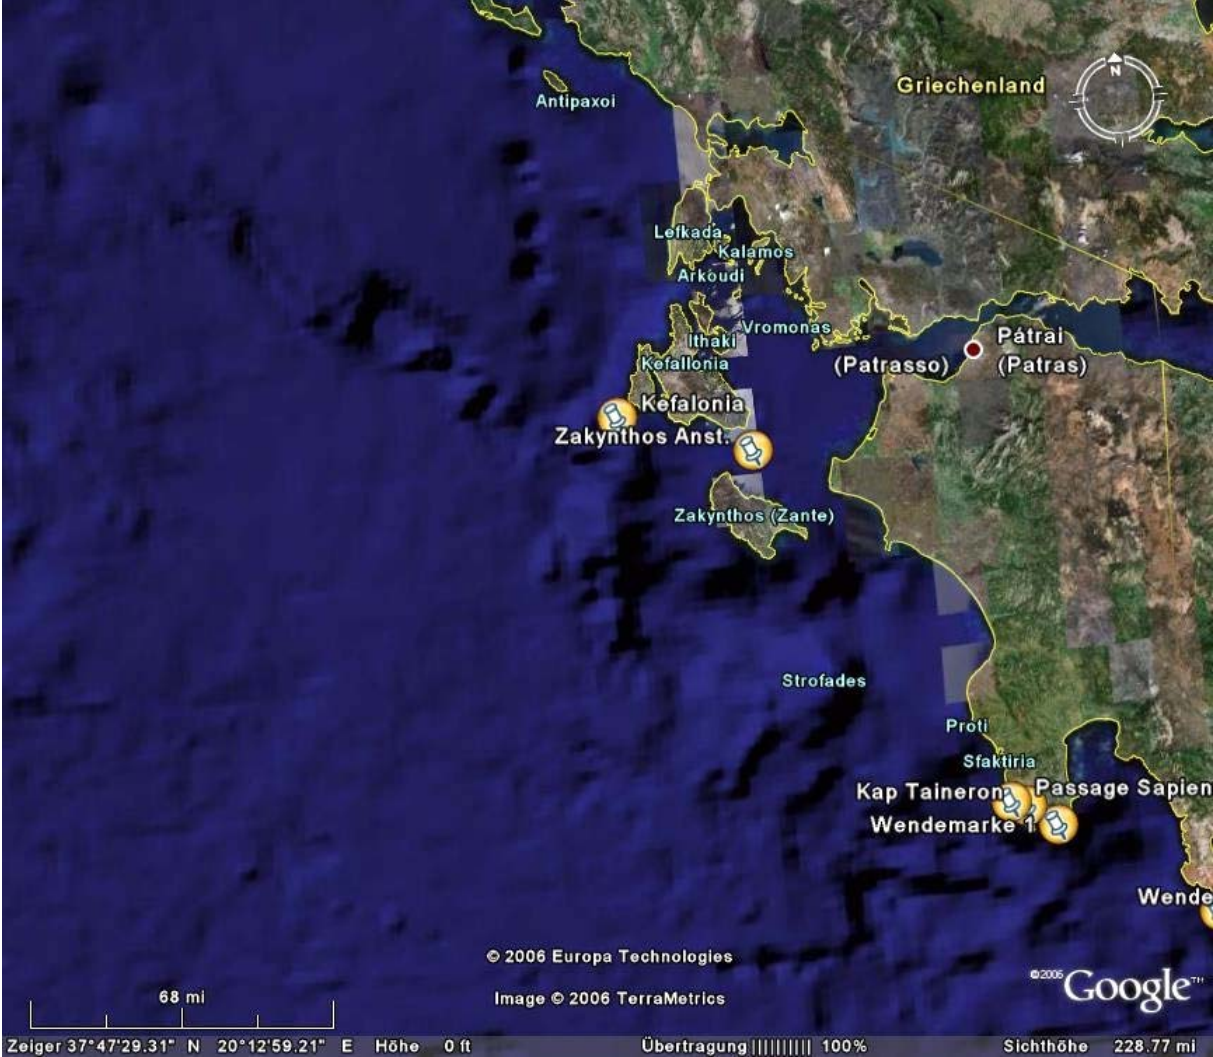 Griechenland
N
Antipaxoi
Lefkada
Kalamos
Arkoudi
Vromonas
Ithaki
Kefallonia
Pátrai
(Patrasso) (Patras)
Kefalonia
Zakynthos Anst.
Zakynthos (Zante)
Strofades
Proti
Sfaktiria
Kap Taineron Passage Sapien
Wendemarke 1
Wende
© 2006 Europa Technologies
Image © 2006 TerraMetrics
©2006 Google™
68 mi
Zeiger 37°47'29.31" N 20°12'59.21" E Höhe 0 ft Übertragung |||||||||| 100% Sichthöhe 228.77 mi